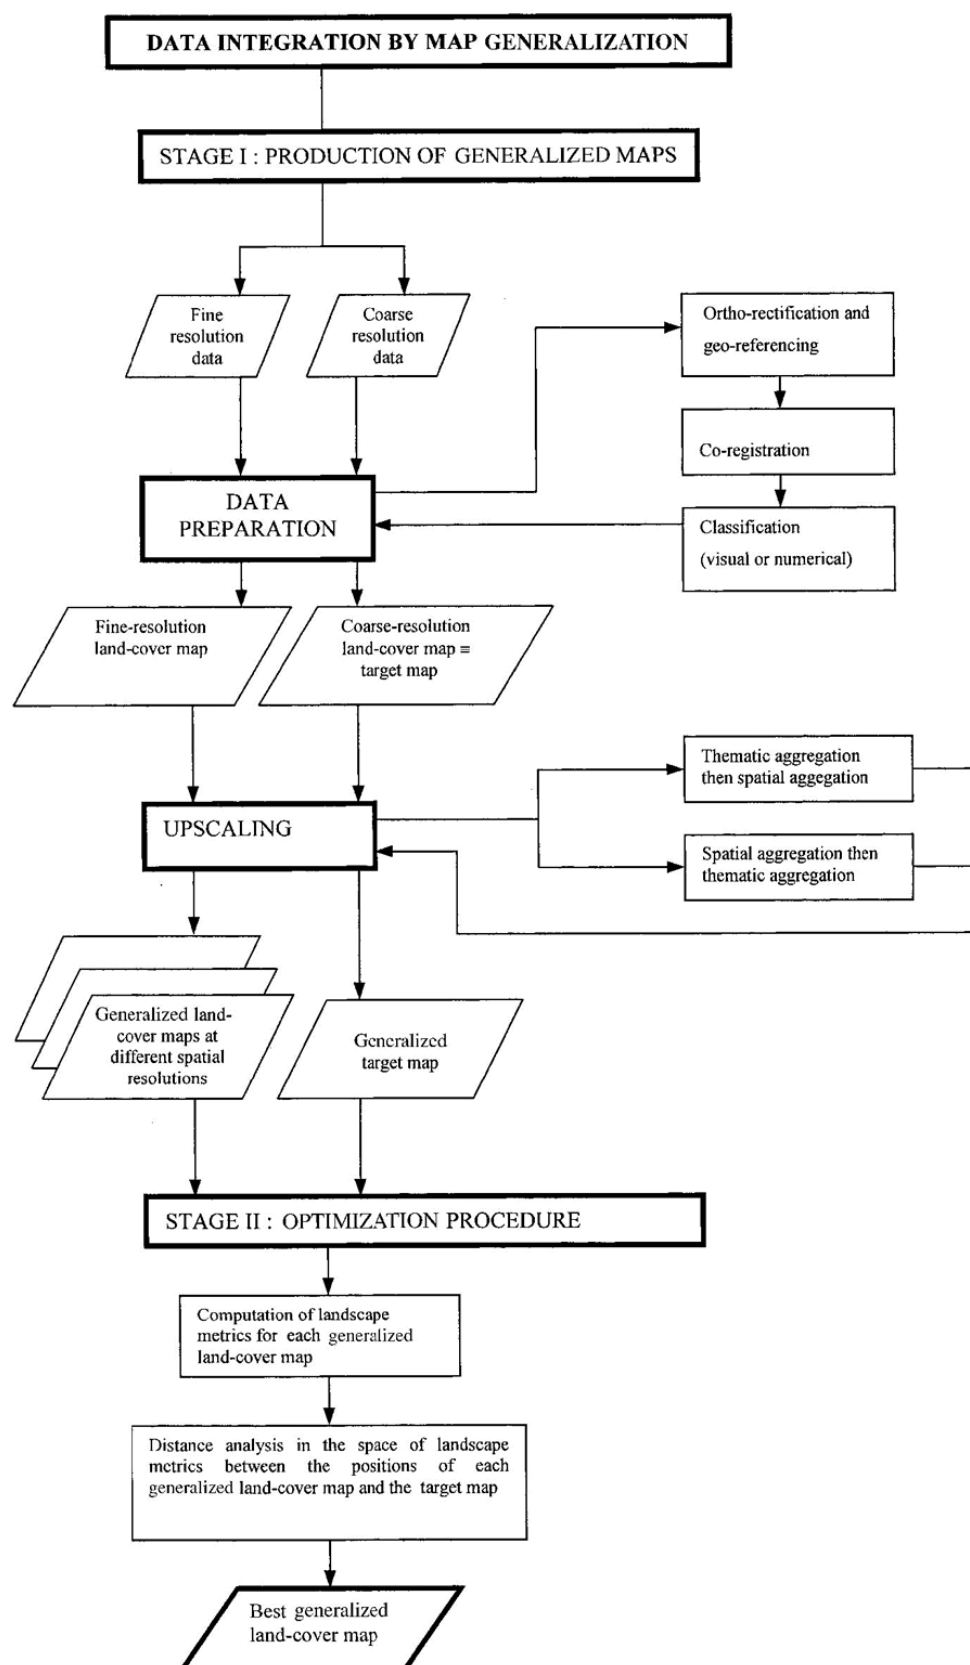 DATA INTEGRATION BY MAP GENERALIZATION
STAGE I : PRODUCTION OF GENERALIZED MAPS
Fine
resolution
data
Coarse
resolution
data
Ortho-rectification and
geo-referencing
Co-registration
Classification
(visual or numerical)
DATA
PREPARATION
Fine-resolution
land-cover map
Coarse-resolution
land-cover map ≡
target map
Thematic aggregation
then spatial aggegation
Spatial aggregation then
thematic aggregation
UPSCALING
Generalized land-
cover maps at
different spatial
resolutions
Generalized
target map
STAGE II : OPTIMIZATION PROCEDURE
Computation of landscape
metrics for each generalized
land-cover map
Distance analysis in the space of landscape
metrics between the positions of each
generalized land-cover map and the target map
Best generalized
land-cover map